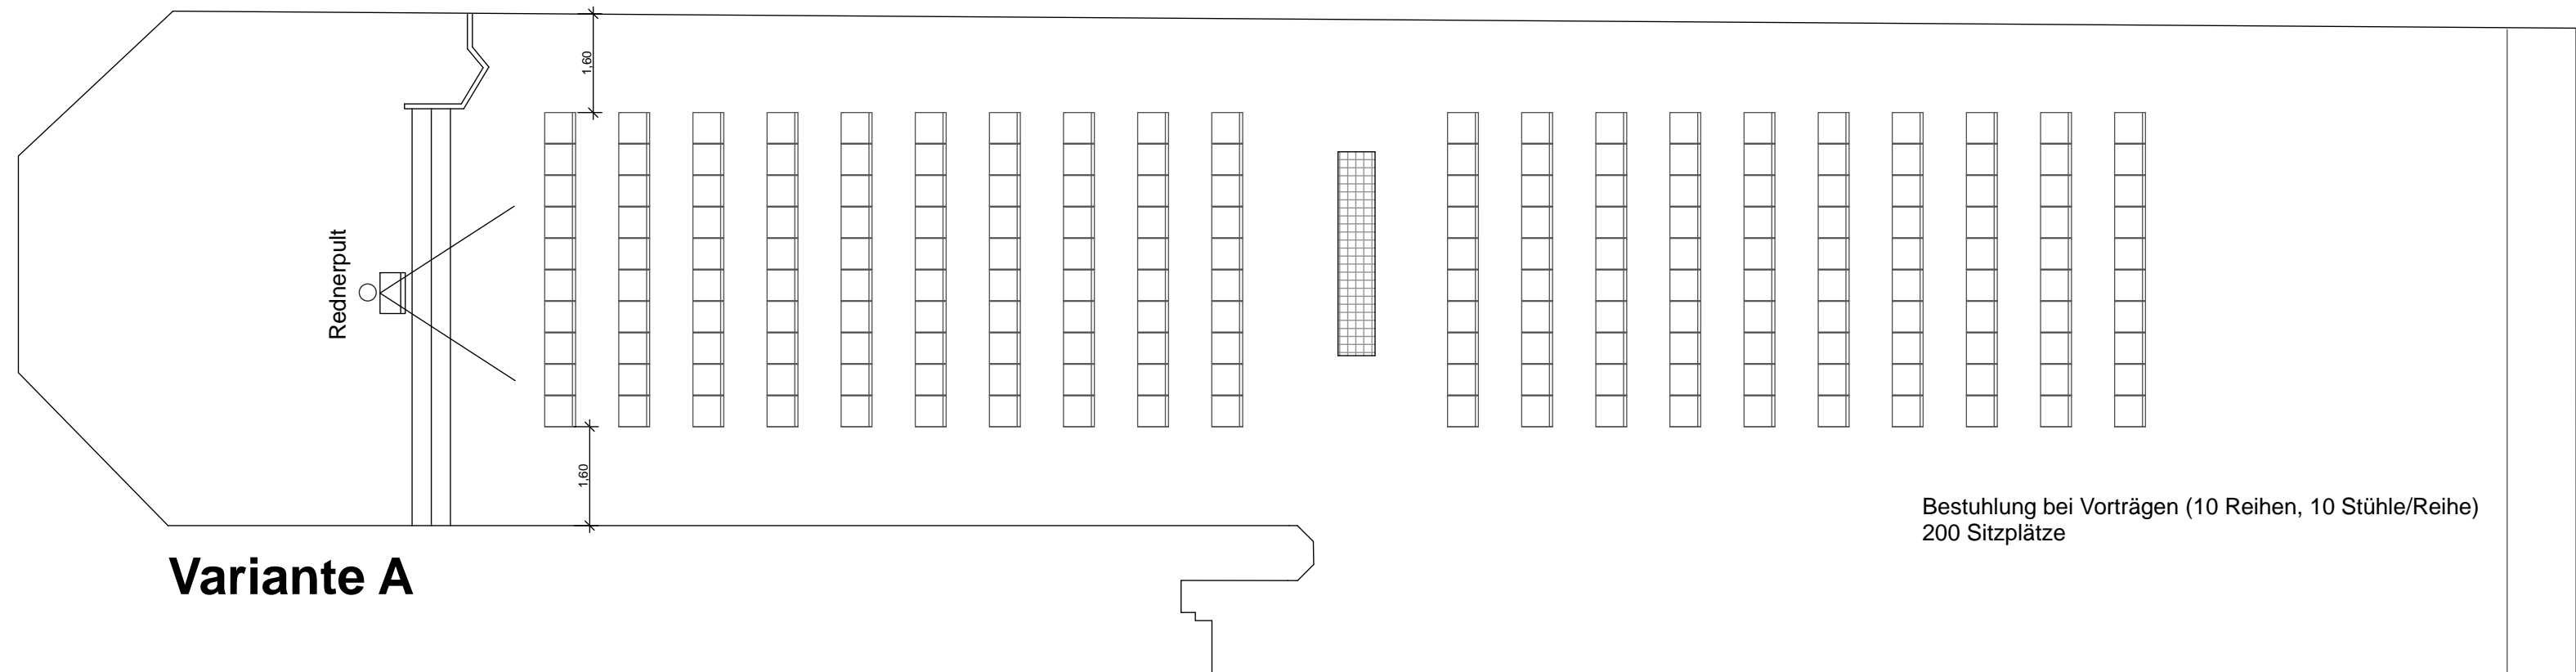 1,60
Rednerpult
1,60
Bestuhlung bei Vorträgen (10 Reihen, 10 Stühle/Reihe)
200 Sitzplätze
Variante A